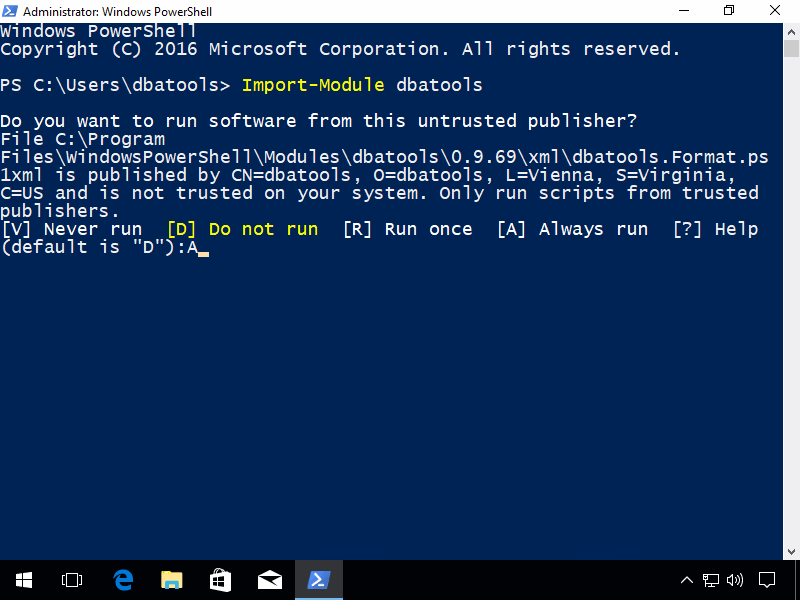 Administrator: Windows PowerShell
Windows PowerShell
Copyright (C) 2016 Microsoft Corporation. All rights reserved.
PS C:\Users\dbatools> Import-Module dbatools
Do you want to run software from this untrusted publisher?
File C:\Program
Files\WindowsPowerShell\Modules\dbatools\0.9.69\xml\dbatools.Format.ps
1xml is published by CN=dbatools, O=dbatools, L=Vienna, S=Virginia,
C=US and is not trusted on your system. Only run scripts from trusted
publishers.
[V] Never run  [D] Do not run  [R] Run once  [A] Always run  [?] Help
(default is "D"):A